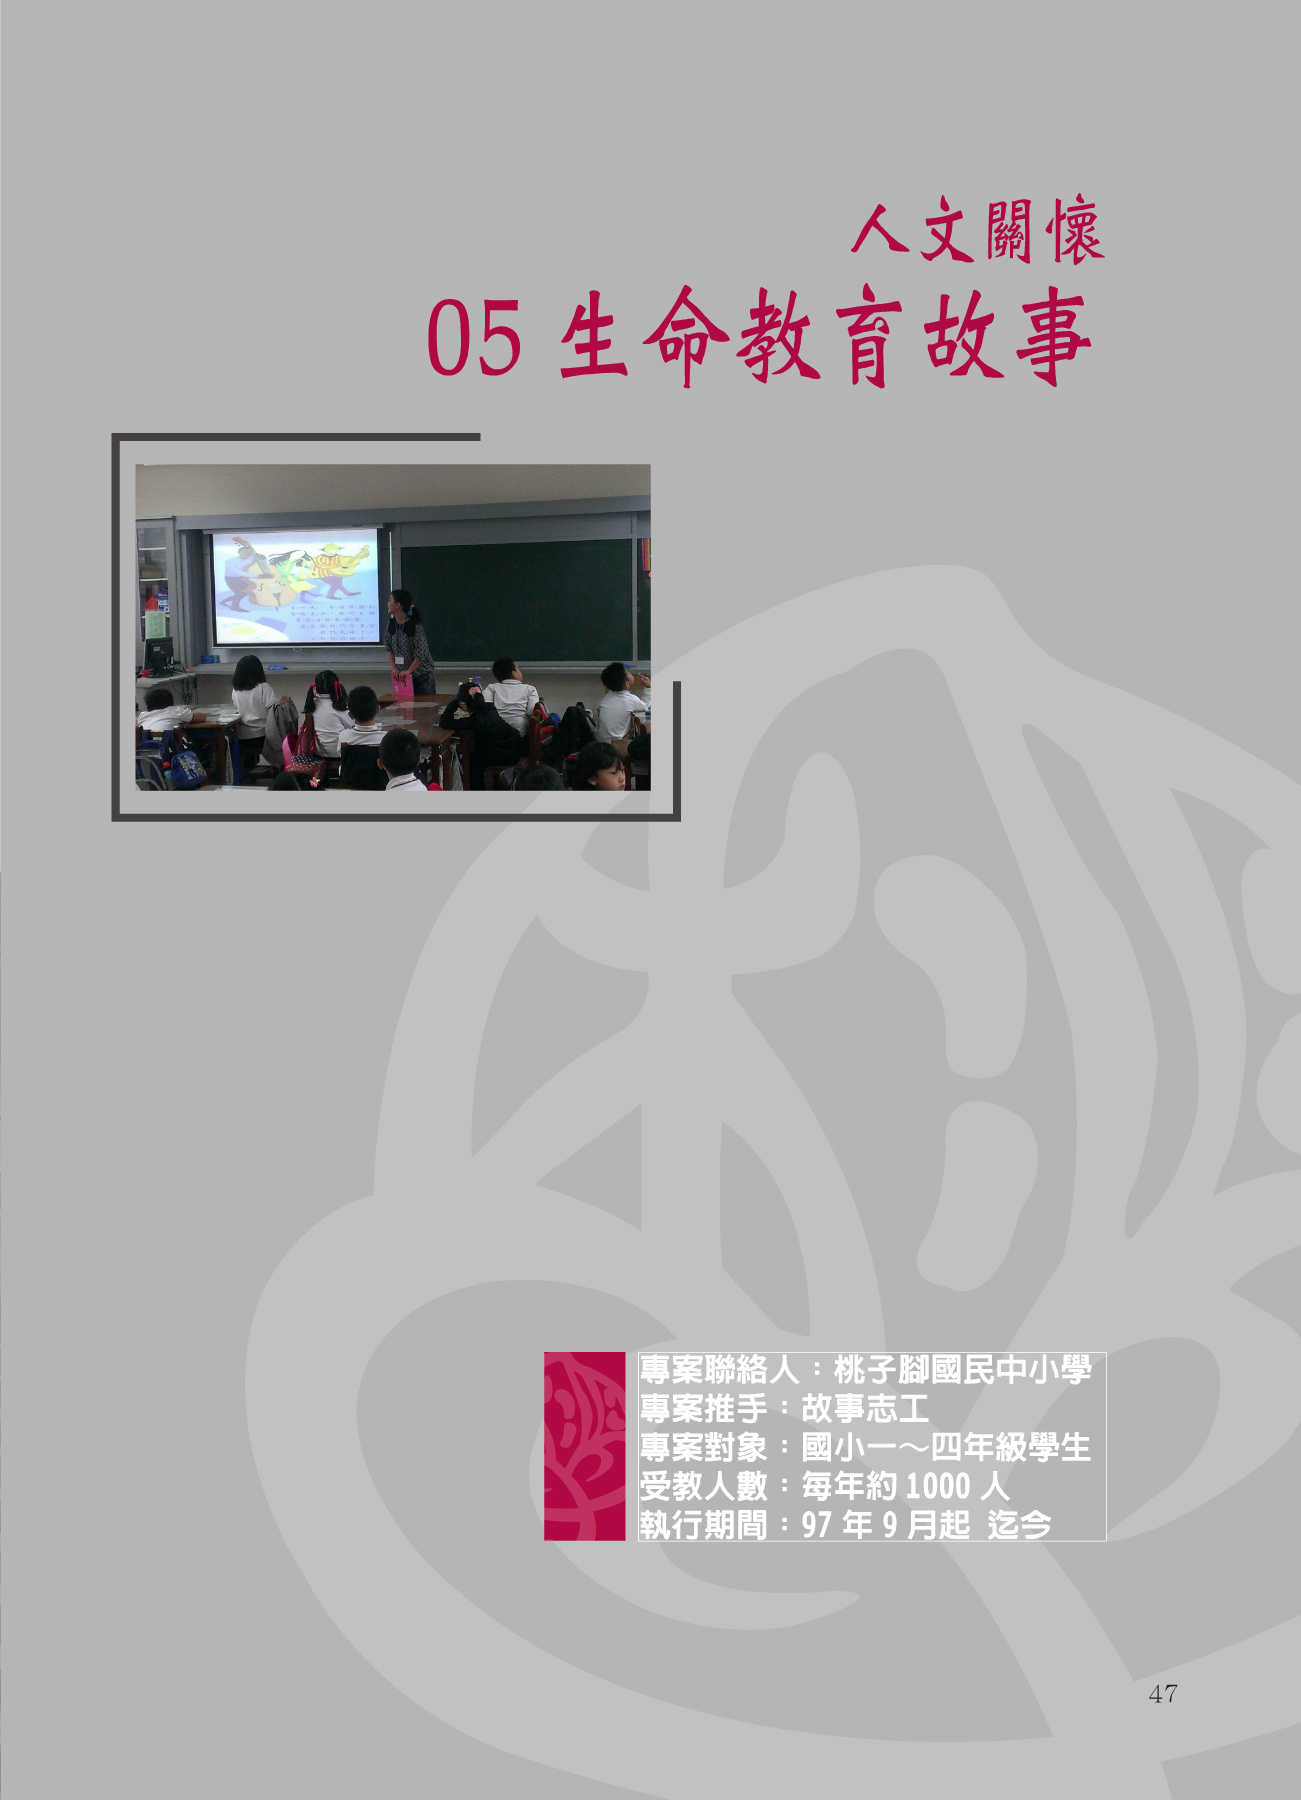 人文關懷
05 生命教育故事
專案聯絡人：桃子腳國民中小學
專案推手：故事志工
專案對象：國小一～四年級學生
受教人數：每年約 1000 人
執行期間：97 年 9 月起 迄今
47